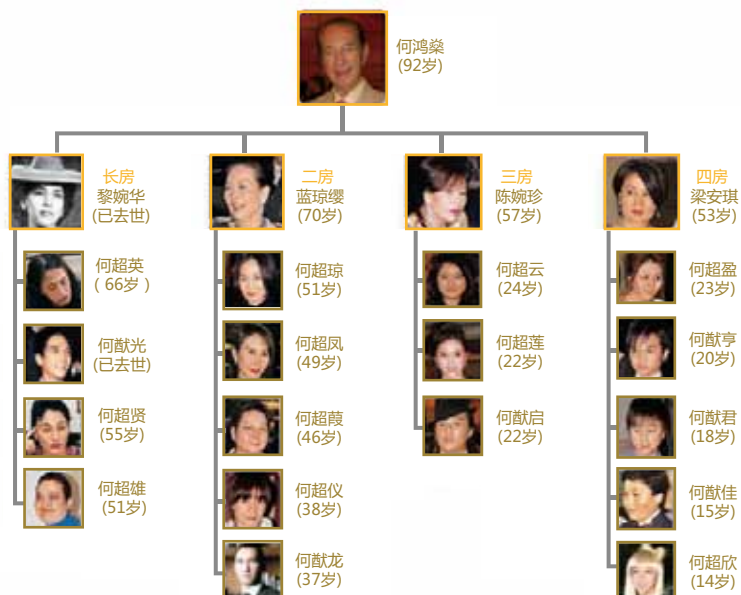 何鸿燊
(92岁)
长房
黎婉华
(已去世)
二房
蓝琼缨
(70岁)
三房
陈婉珍
(57岁)
四房
梁安琪
(53岁)
何超英
( 66岁 )
何猷光
(已去世)
何超贤
(55岁)
何超雄
(51岁)
何超琼
(51岁)
何超凤
(49岁)
何超蕸
(46岁)
何超仪
(38岁)
何猷龙
(37岁)
何超云
(24岁)
何超莲
(22岁)
何猷启
(22岁)
何超盈
(23岁)
何猷亨
(20岁)
何猷君
(18岁)
何猷佳
(15岁)
何超欣
(14岁)